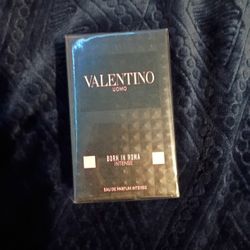 VALENTINO
UOMO
BORN IN ROMA
INTENSE
EAU DE PARFUM INTENSE